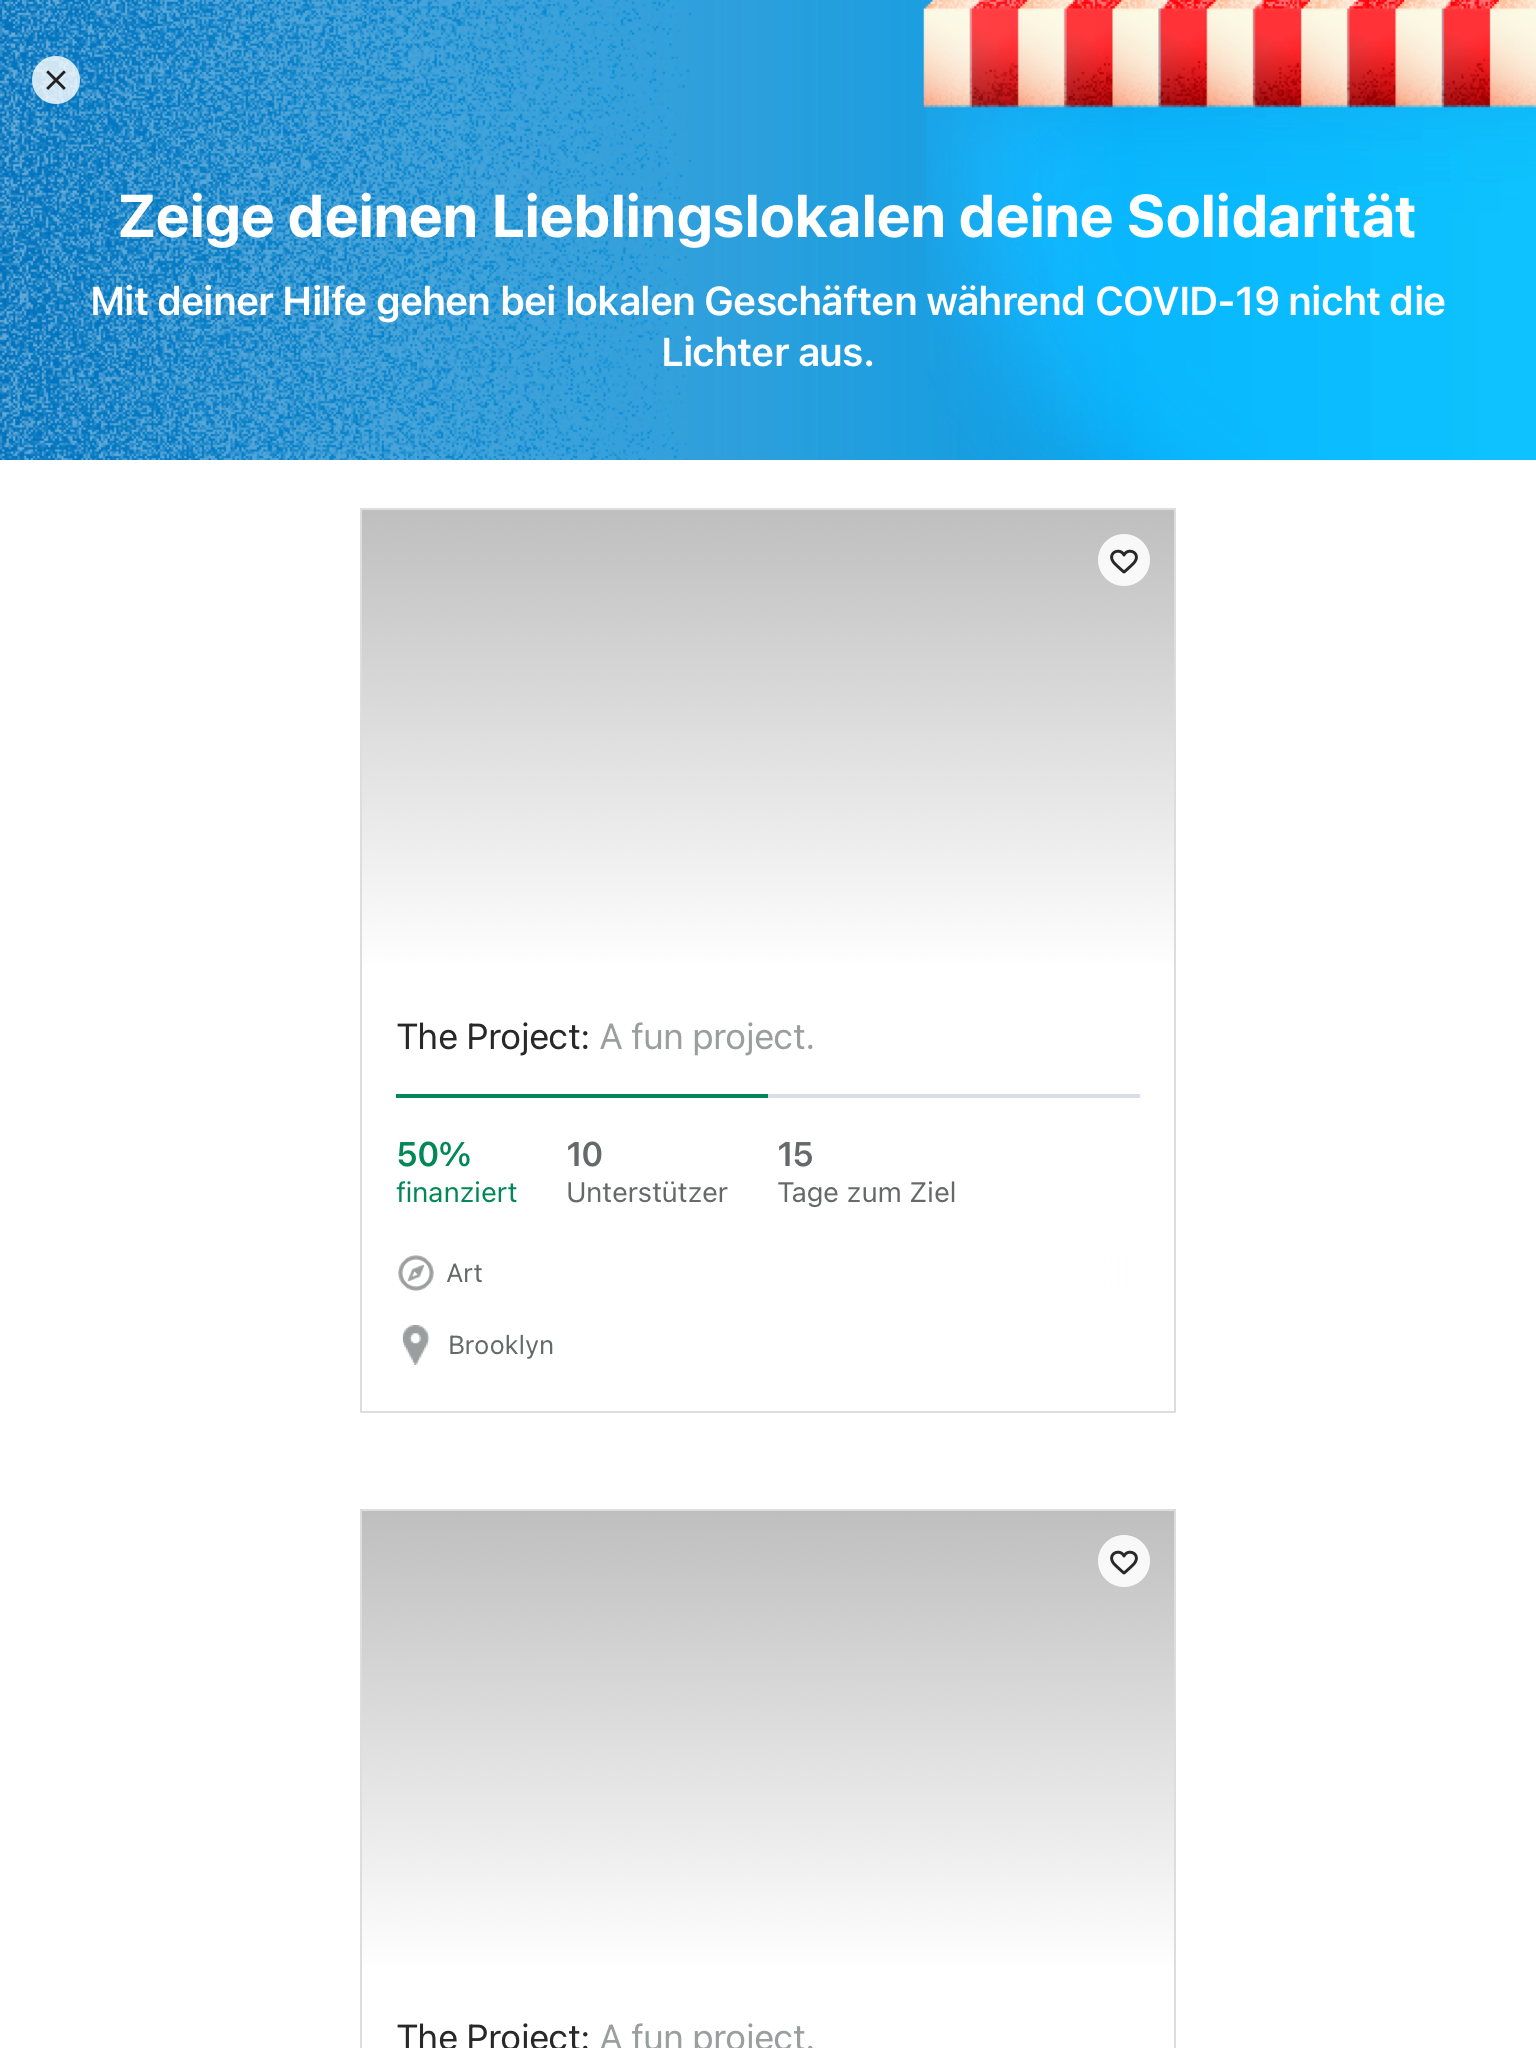 Zeige deinen Lieblingslokalen deine Solidarität
Mit deiner Hilfe gehen bei lokalen Geschäften während COVID-19 nicht die
Lichter aus.
The Project: A fun project.
50% 10 15
finanziert Unterstützer Tage zum Ziel
Art
Brooklyn
The Project: A fun project.